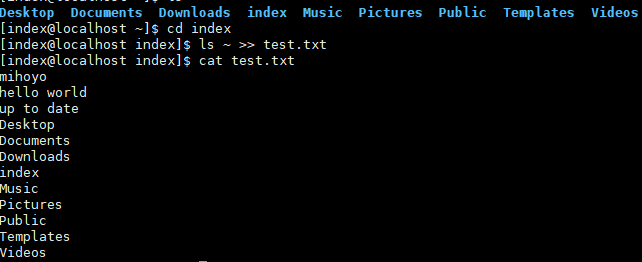 Desktop Documents Downloads index Music Pictures Public Templates Videos
[index@localhost ~]$ cd index
[index@localhost index]$ ls ~ >> test.txt
[index@localhost index]$ cat test.txt
mihoyo
hello world
up to date
Desktop
Documents
Downloads
index
Music
Pictures
Public
Templates
Videos